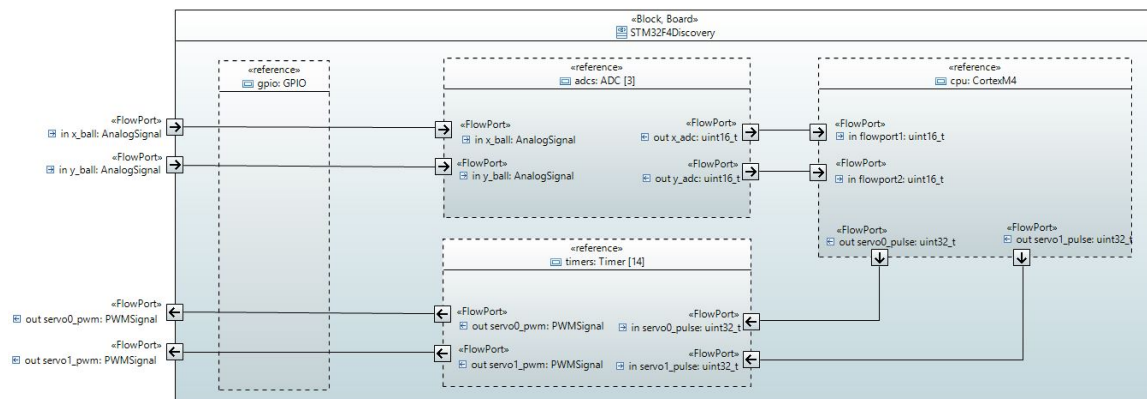 «Block, Board»
STM32F4Discovery
«reference»
gpio: GPIO
«reference»
adcs: ADC [3]
«reference»
cpu: CortexM4
«FlowPort»
in x_ball: AnalogSignal
«FlowPort»
in y_ball: AnalogSignal
«FlowPort»
in x_ball: AnalogSignal
«FlowPort»
in y_ball: AnalogSignal
«FlowPort»
out x_adc: uint16_t
«FlowPort»
out y_adc: uint16_t
«FlowPort»
in flowport1: uint16_t
«FlowPort»
in flowport2: uint16_t
«FlowPort»
out servo0_pulse: uint32_t
«FlowPort»
out servo1_pulse: uint32_t
«reference»
timers: Timer [14]
«FlowPort»
out servo0_pwm: PWMSignal
«FlowPort»
out servo1_pwm: PWMSignal
«FlowPort»
out servo0_pwm: PWMSignal
«FlowPort»
out servo1_pwm: PWMSignal
«FlowPort»
in servo0_pulse: uint32_t
«FlowPort»
in servo1_pulse: uint32_t